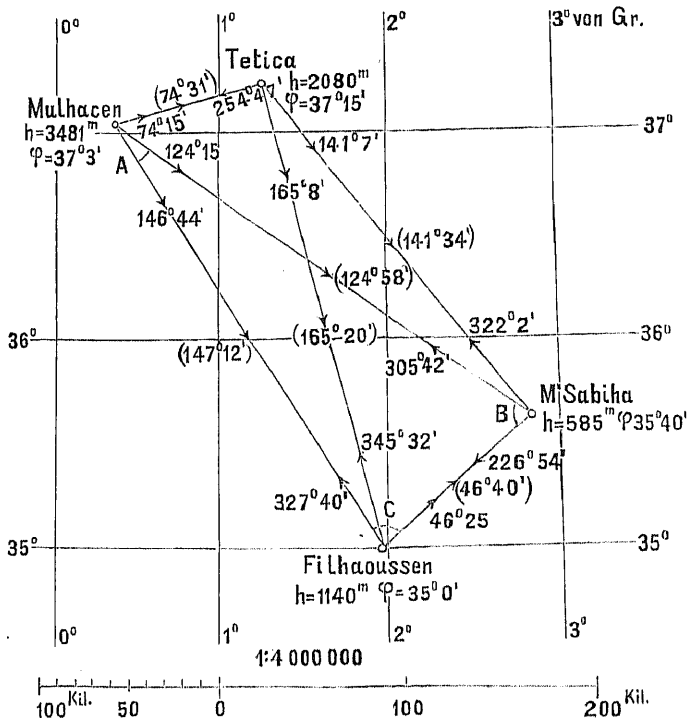 0° 1° 2° 3° von Gr.
Tetica
h=2080m
φ=37°15'
Mulhacen
h=3481m
φ=37°3'
(74°31')
74°15'
254°47'
37°
A
124°15
141°7'
165°8'
146°44'
(141°34')
(124°58')
(165°20')
322°2'
36° 36°
(147°12')
305°42'
M'Sabiha
B
h=585m φ35°40'
345°32'
226°54'
(46°40')
327°40'
C
46°25
35° 35°
Filhaoussen
h=1140m φ=35°0'
0° 1° 2° 3°
1:4 000 000
100 Kil. 50 0 100 200 Kil.